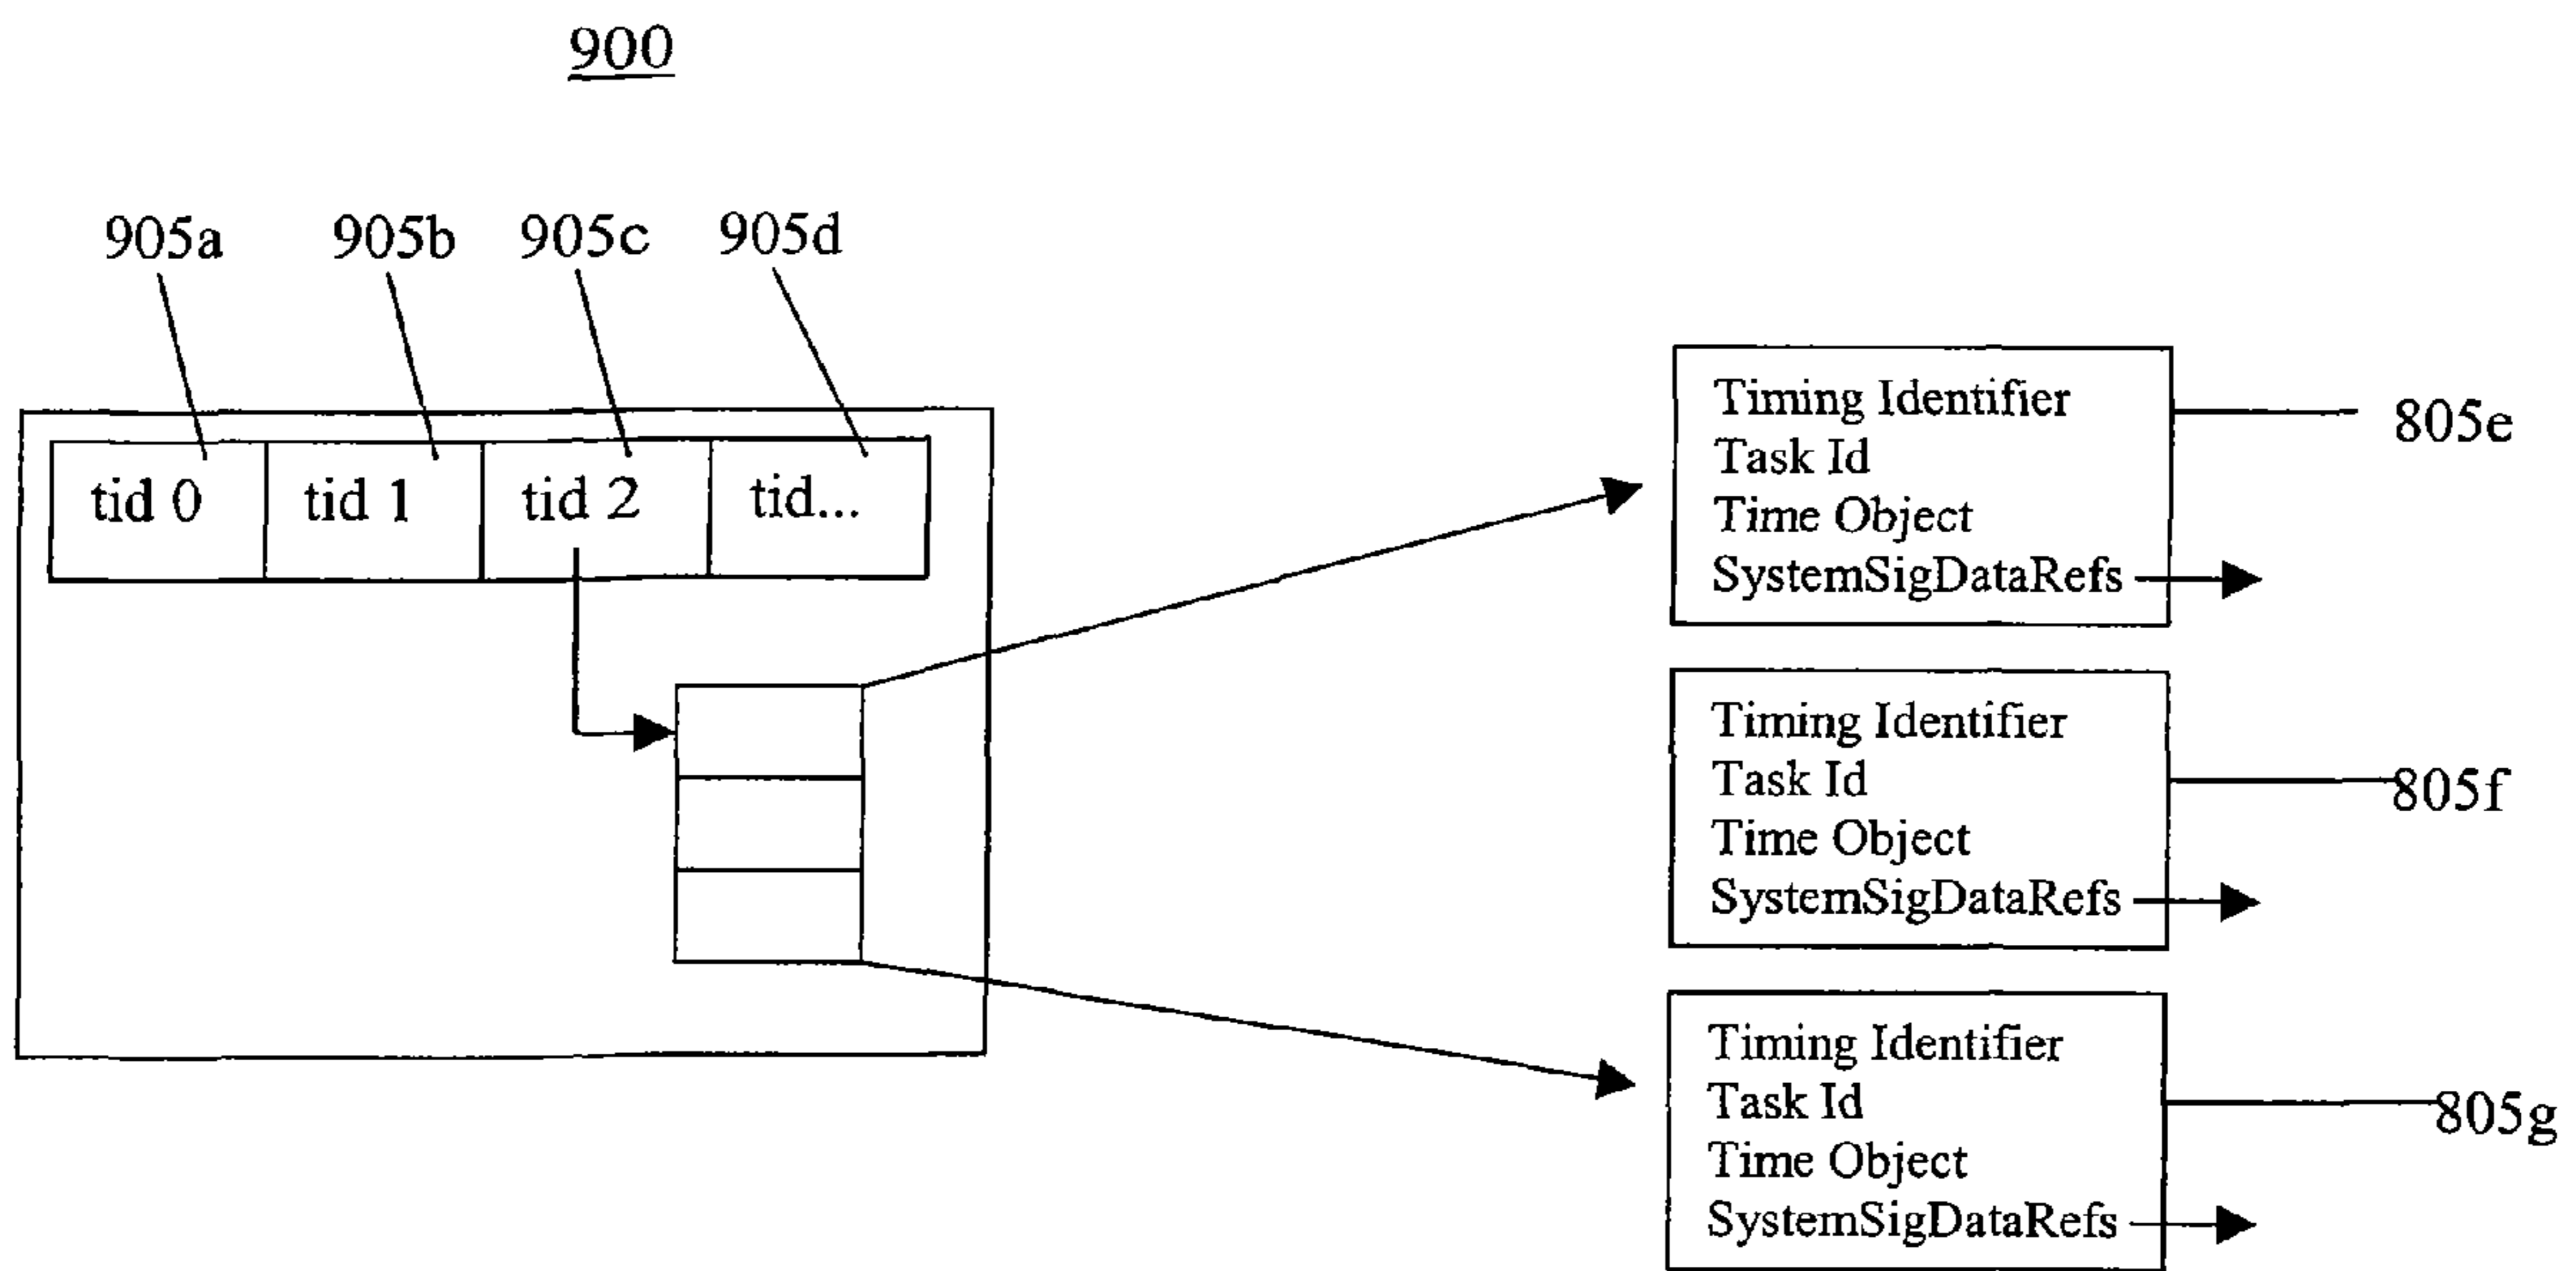 900
905a 905b 905c 905d
tid 0 tid 1 tid 2 tid...
Timing Identifier
Task Id
Time Object
SystemSigDataRefs
805e
Timing Identifier
Task Id
Time Object
SystemSigDataRefs
805f
Timing Identifier
Task Id
Time Object
SystemSigDataRefs
805g